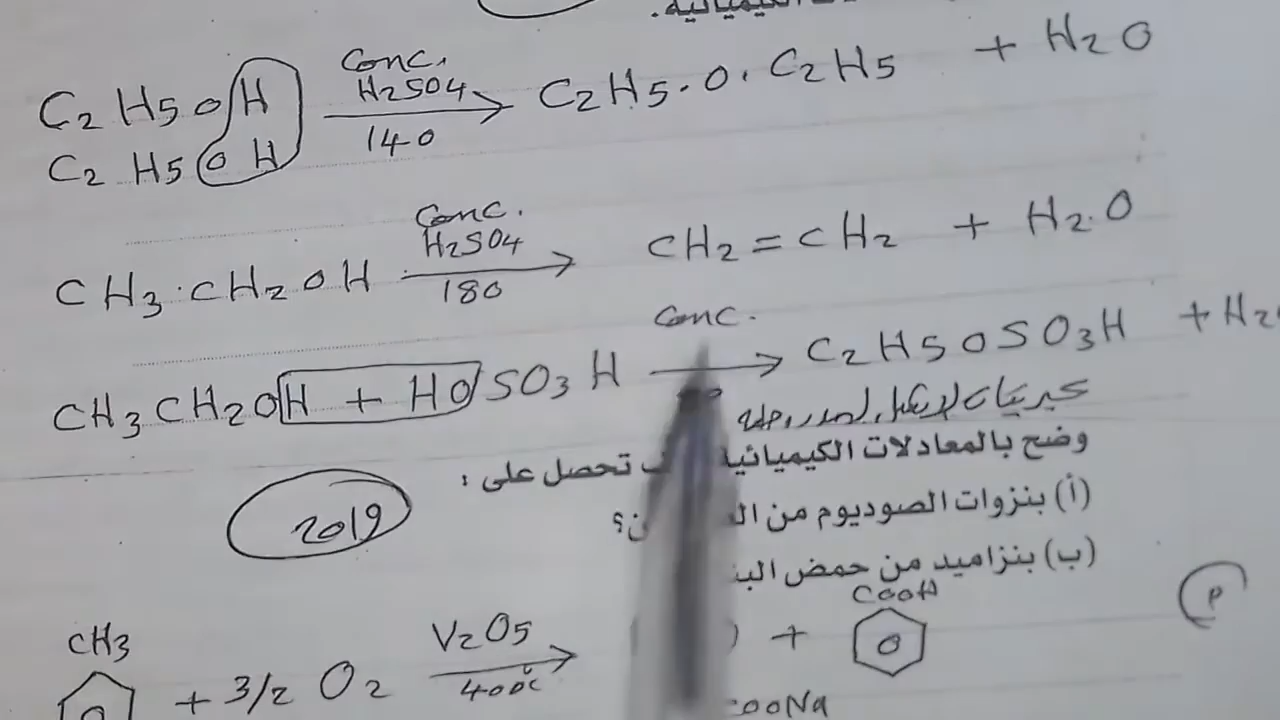 الكيميائية.
C2H5OH Conc. H2SO4 140 → C2H5.O.C2H5 + H2O
C2H5OH
CH3.CH2OH Conc. H2SO4 180 → CH2=CH2 + H2.O
CH3CH2OH + HOSO3H Conc. → C2H5OSO3H + H2
وضح بالمعادلات الكيميائية تحصل على :
2019
(أ) بنزوات الصوديوم من
(ب) بنزاميد من حمض
P
CH3 + 3/2 O2 V2O5 400°C → + COOH
COONa